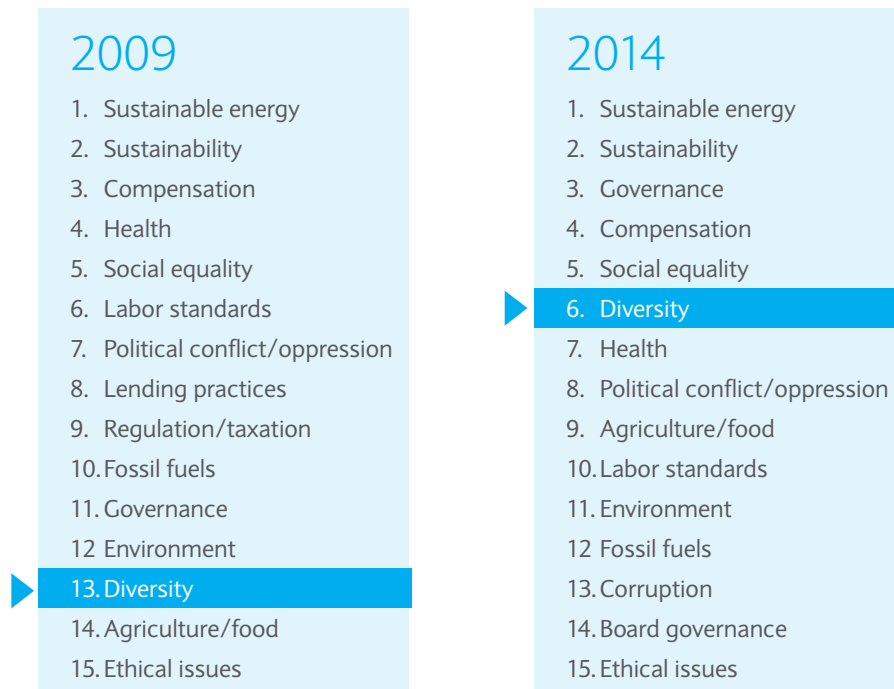 2009
1. Sustainable energy
2. Sustainability
3. Compensation
4. Health
5. Social equality
6. Labor standards
7. Political conflict/oppression
8. Lending practices
9. Regulation/taxation
10. Fossil fuels
11. Governance
12 Environment
13. Diversity
14. Agriculture/food
15. Ethical issues
2014
1. Sustainable energy
2. Sustainability
3. Governance
4. Compensation
5. Social equality
6. Diversity
7. Health
8. Political conflict/oppression
9. Agriculture/food
10. Labor standards
11. Environment
12 Fossil fuels
13. Corruption
14. Board governance
15. Ethical issues